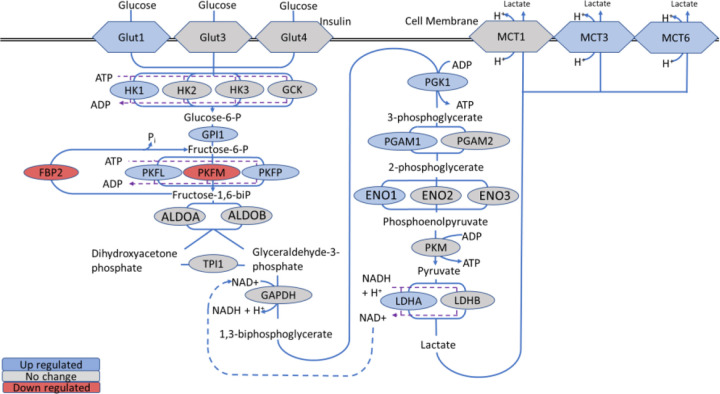 Glucose
Glucose
Glucose
Insulin
Cell Membrane
Lactate
Lactate
Lactate
H⁺
H⁺
H⁺
Glut1
Glut3
Glut4
MCT1
MCT3
MCT6
H⁺
H⁺
H⁺
ATP
ADP
HK1
HK2
HK3
GCK
Glucose-6-P
GPI1
Fructose-6-P
Pi
ATP
ADP
FBP2
PKFL
PKFM
PKFP
Fructose-1,6-biP
ALDOA
ALDOB
Dihydroxyacetone
phosphate
TPI1
Glyceraldehyde-3-
phosphate
NAD+
GAPDH
NADH + H⁺
1,3-biphosphoglycerate
ADP
PGK1
ATP
3-phosphoglycerate
PGAM1
PGAM2
2-phosphoglycerate
ENO1
ENO2
ENO3
Phosphoenolpyruvate
ADP
PKM
ATP
Pyruvate
NADH
+ H⁺
LDHA
LDHB
NAD+
Lactate
Up regulated
No change
Down regulated